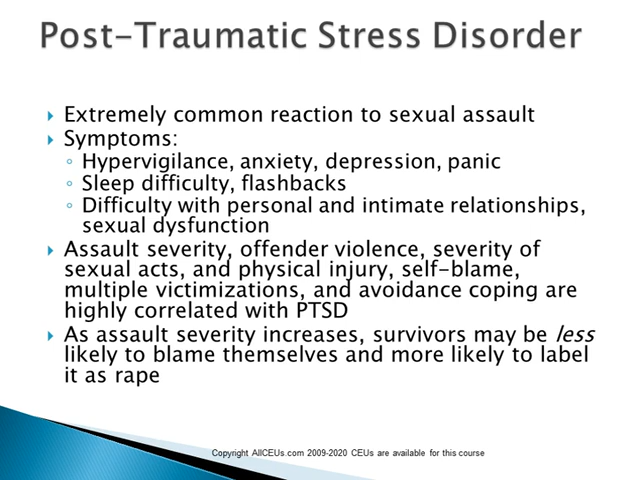 Post-Traumatic Stress Disorder
Extremely common reaction to sexual assault
Symptoms:
Hypervigilance, anxiety, depression, panic
Sleep difficulty, flashbacks
Difficulty with personal and intimate relationships,
sexual dysfunction
Assault severity, offender violence, severity of
sexual acts, and physical injury, self-blame,
multiple victimizations, and avoidance coping are
highly correlated with PTSD
As assault severity increases, survivors may be less
likely to blame themselves and more likely to label
it as rape
Copyright AllCEUs.com 2009-2020 CEUs are available for this course